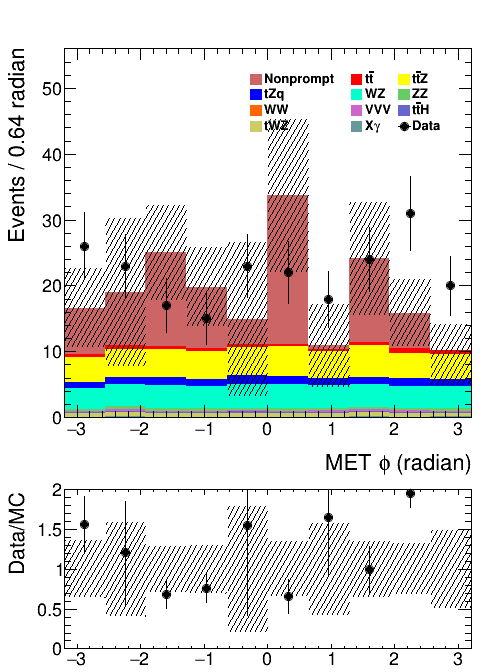 Events / 0.64 radian
50
40
30
20
10
0
Nonprompt tt̄ tt̄Z
tZq WZ ZZ
WW VVV tt̄H
tWZ Xγ Data
−3 −2 −1 0 1 2 3
MET ϕ (radian)
Data/MC
2
1.5
1
0.5
0
−3 −2 −1 0 1 2 3